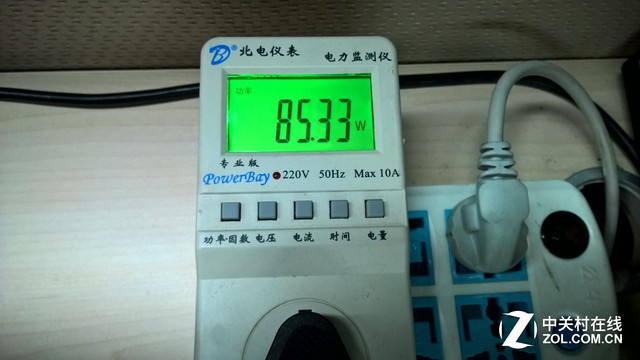 北电仪表 电力监测仪
功率
85.33 W
专业版
PowerBay 220V 50Hz Max 10A
功率·因数 电压 电流 时间 电量
中关村在线
ZOL.COM.CN